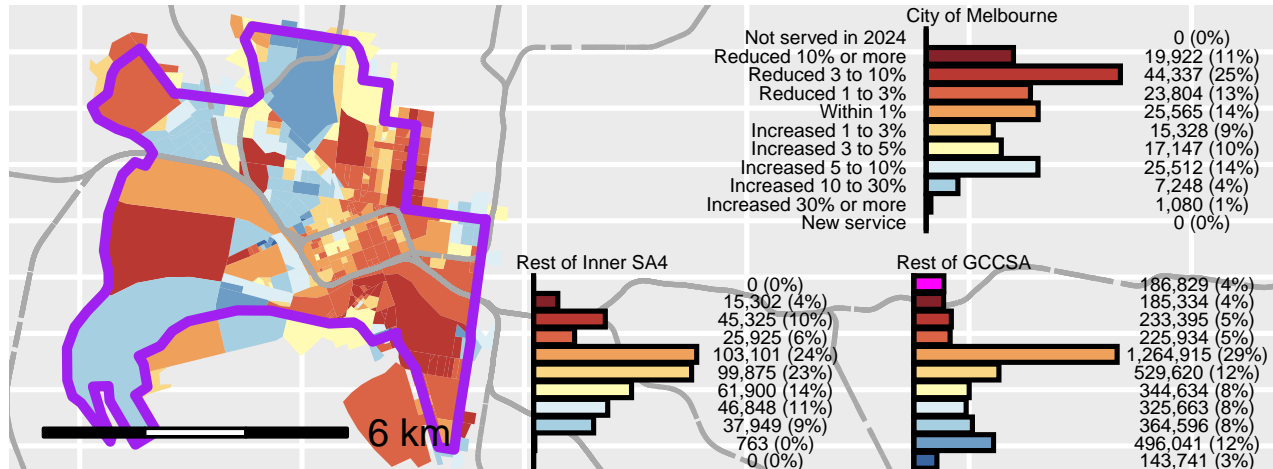 City of Melbourne
Not served in 2024 0 (0%)
Reduced 10% or more 19,922 (11%)
Reduced 3 to 10% 44,337 (25%)
Reduced 1 to 3% 23,804 (13%)
Within 1% 25,565 (14%)
Increased 1 to 3% 15,328 (9%)
Increased 3 to 5% 17,147 (10%)
Increased 5 to 10% 25,512 (14%)
Increased 10 to 30% 7,248 (4%)
Increased 30% or more 1,080 (1%)
New service 0 (0%)
Rest of Inner SA4
0 (0%)
15,302 (4%)
45,325 (10%)
25,925 (6%)
103,101 (24%)
99,875 (23%)
61,900 (14%)
46,848 (11%)
37,949 (9%)
763 (0%)
0 (0%)
Rest of GCCSA
186,829 (4%)
185,334 (4%)
233,395 (5%)
225,934 (5%)
1,264,915 (29%)
529,620 (12%)
344,634 (8%)
325,663 (8%)
364,596 (8%)
496,041 (12%)
143,741 (3%)
6 km